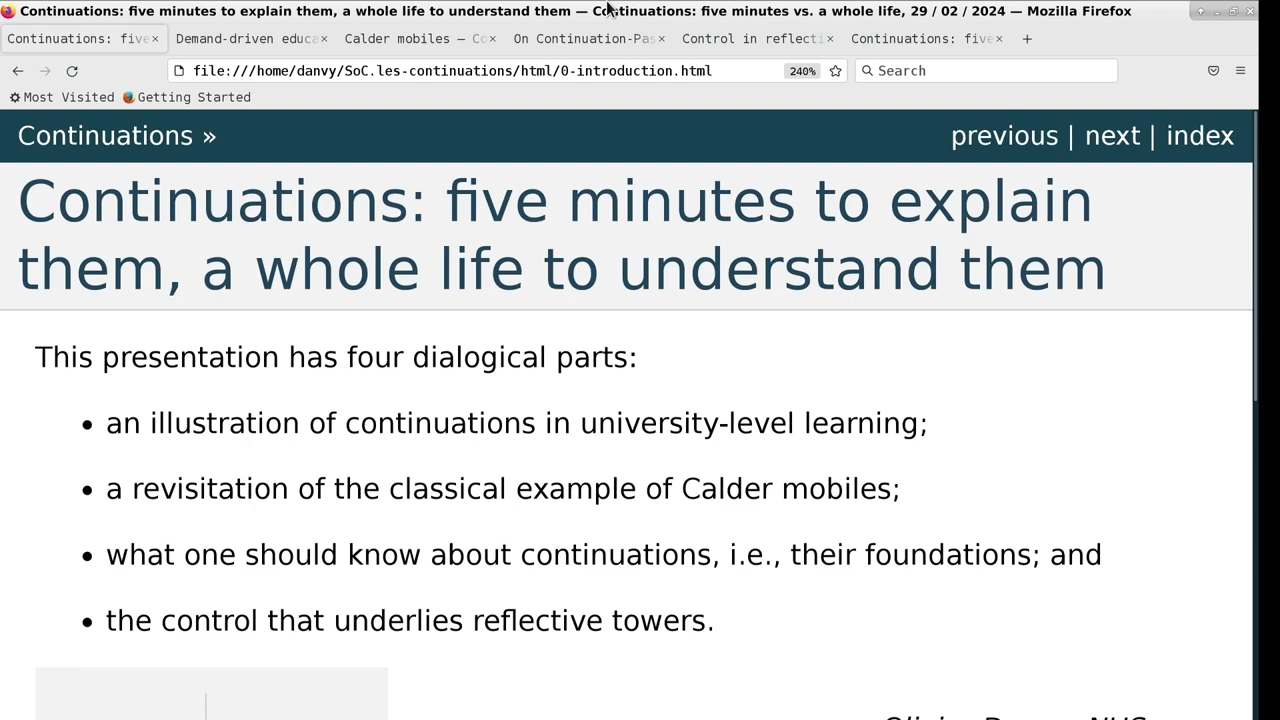 Continuations: five minutes to explain them, a whole life to understand them — Continuations: five minutes vs. a whole life, 29 / 02 / 2024 — Mozilla Firefox
Continuations: five× Demand-driven educa× Calder mobiles — Co× On Continuation-Pas× Control in reflecti× Continuations: five× +
file:///home/danvy/SoC.les-continuations/html/0-introduction.html 240% Search
Most Visited Getting Started
Continuations » previous | next | index
Continuations: five minutes to explain
them, a whole life to understand them
This presentation has four dialogical parts:
• an illustration of continuations in university-level learning;
• a revisitation of the classical example of Calder mobiles;
• what one should know about continuations, i.e., their foundations; and
• the control that underlies reflective towers.